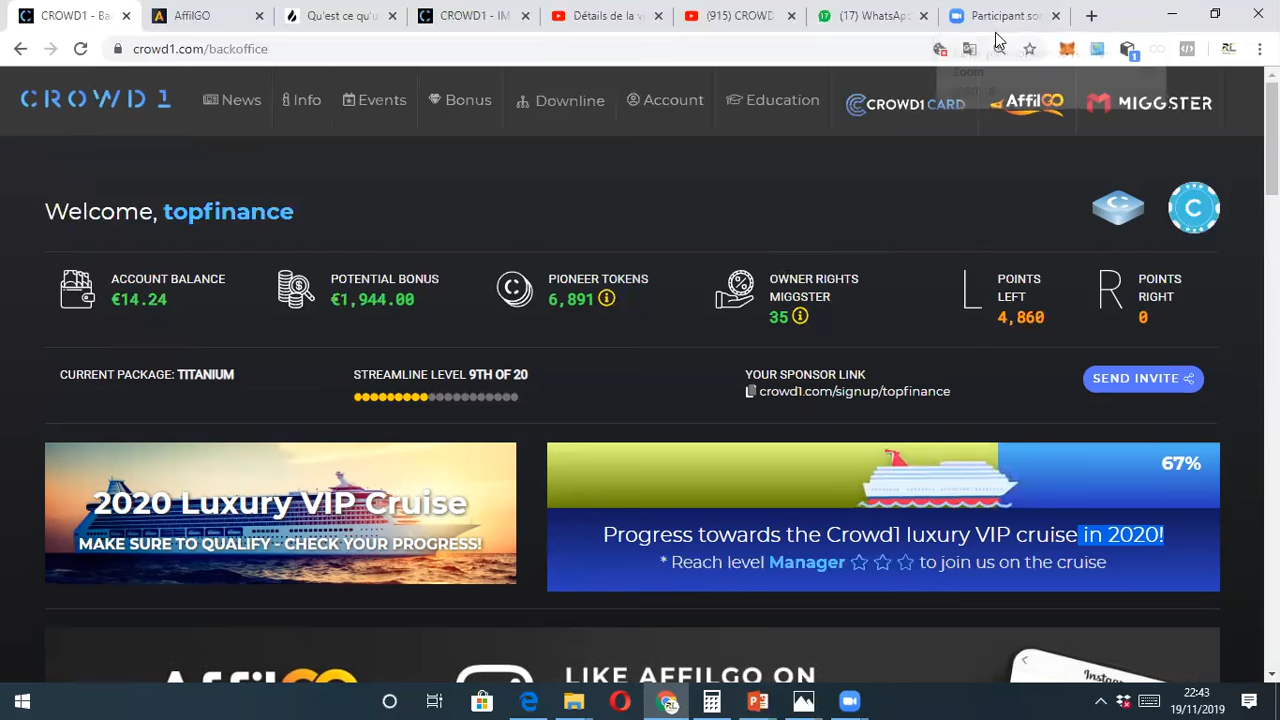 CROWD1 - Ba
AffilGO
Qu'est ce qu'u
CROWD1 - IM
Détails de la v
(915) CROWD
(17) WhatsAp
Participant so
crowd1.com/backoffice
1
Zoom
CROWD1
News
Info
Events
Bonus
Downline
Account
Education
CROWD1CARD
AffilGO
MIGGSTER
Welcome, topfinance
ACCOUNT BALANCE
€14.24
POTENTIAL BONUS
€1,944.00
PIONEER TOKENS
6,891
OWNER RIGHTS
MIGGSTER
35
L
POINTS
LEFT
4,860
R
POINTS
RIGHT
0
CURRENT PACKAGE: TITANIUM
STREAMLINE LEVEL 9TH OF 20
YOUR SPONSOR LINK
crowd1.com/signup/topfinance
SEND INVITE
2020 Luxury VIP Cruise
MAKE SURE TO QUALIFY - CHECK YOUR PROGRESS!
67%
Progress towards the Crowd1 luxury VIP cruise in 2020!
* Reach level Manager ☆ ☆ ☆ to join us on the cruise
AffilGO
LIKE AFFILGO ON
Instag
22:43
19/11/2019